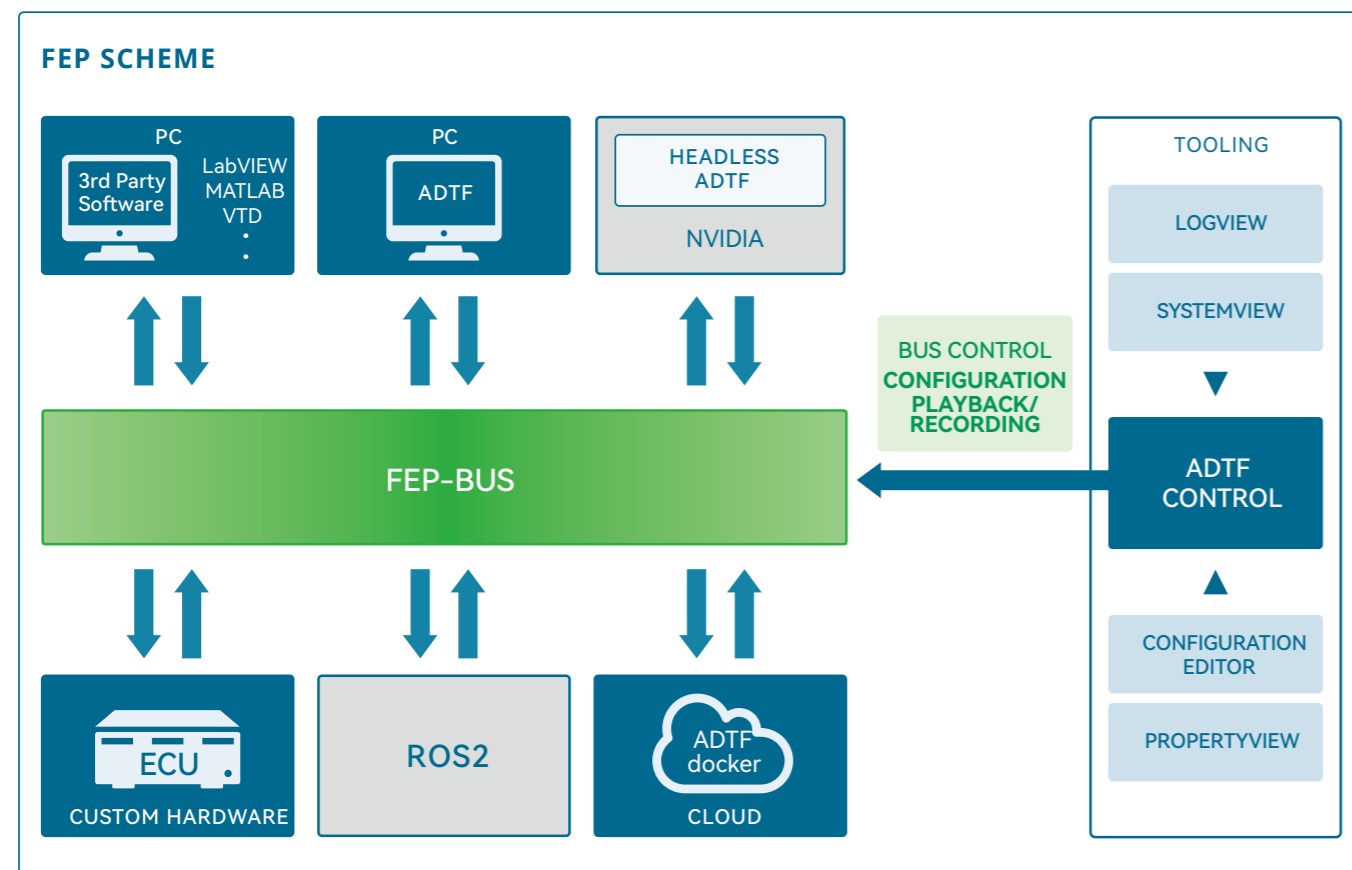 FEP SCHEME
PC
3rd Party
Software
LabVIEW
MATLAB
VTD
PC
ADTF
HEADLESS
ADTF
NVIDIA
TOOLING
LOGVIEW
SYSTEMVIEW
BUS CONTROL
CONFIGURATION
PLAYBACK/
RECORDING
FEP-BUS
ADTF
CONTROL
CONFIGURATION
EDITOR
PROPERTYVIEW
ECU
CUSTOM HARDWARE
ROS2
ADTF
docker
CLOUD